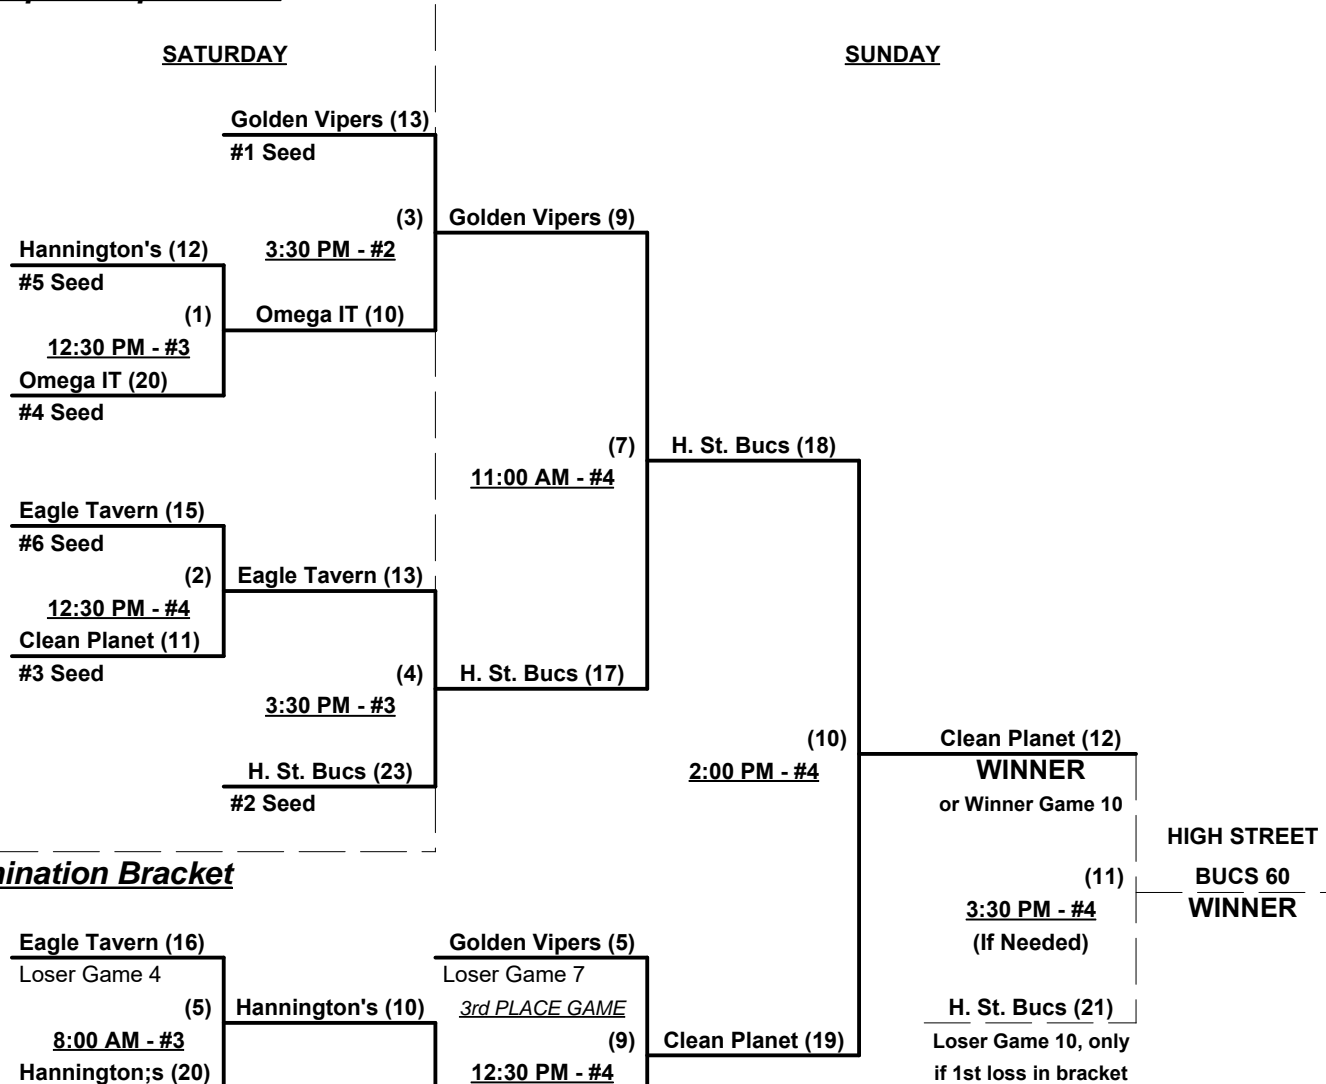 SATURDAY
SUNDAY
Golden Vipers (13)
#1 Seed
(3)
Golden Vipers (9)
Hannington's (12)
3:30 PM - #2
#5 Seed
(1)
Omega IT (10)
12:30 PM - #3
Omega IT (20)
#4 Seed
(7)
H. St. Bucs (18)
11:00 AM - #4
Eagle Tavern (15)
#6 Seed
(2)
Eagle Tavern (13)
12:30 PM - #4
Clean Planet (11)
#3 Seed
(4)
H. St. Bucs (17)
3:30 PM - #3
(10)
Clean Planet (12)
H. St. Bucs (23)
2:00 PM - #4
WINNER
#2 Seed
or Winner Game 10
HIGH STREET
mination Bracket
(11)
BUCS 60
3:30 PM - #4
WINNER
Eagle Tavern (16)
Golden Vipers (5)
(If Needed)
Loser Game 4
Loser Game 7
(5)
Hannington's (10)
3rd PLACE GAME
H. St. Bucs (21)
8:00 AM - #3
(9)
Clean Planet (19)
Loser Game 10, only
Hannington;s (20)
12:30 PM - #4
if 1st loss in bracket